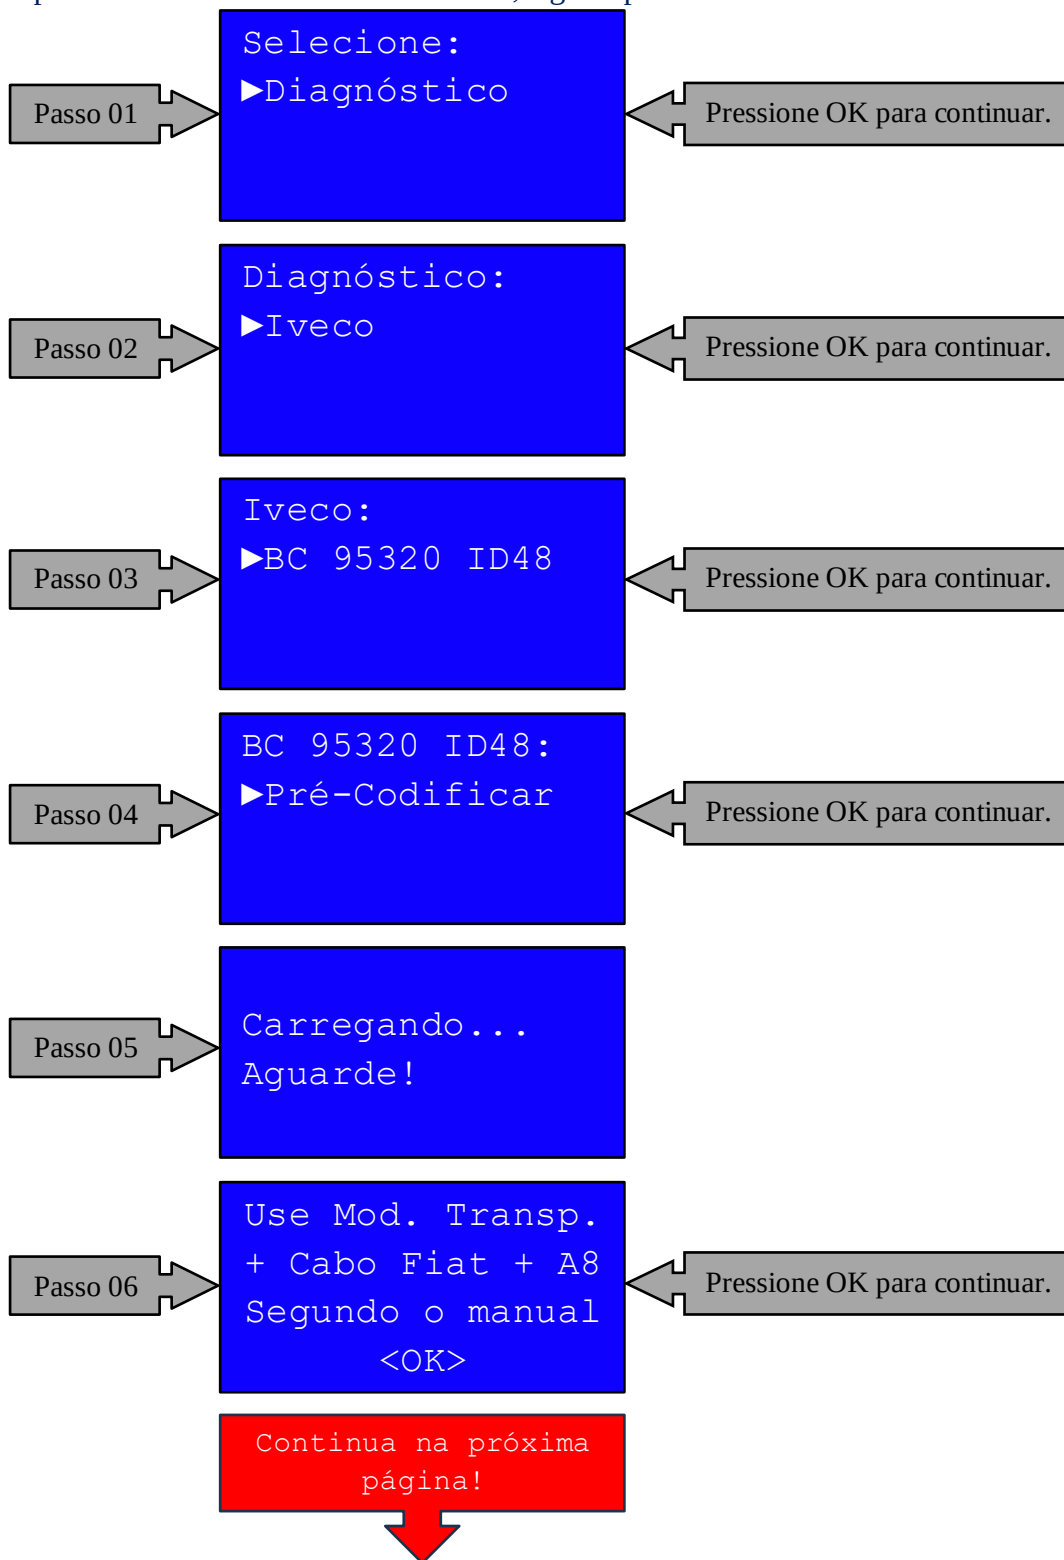 Selecione:
►Diagnóstico
Passo 01
Pressione OK para continuar.
Diagnóstico:
►Iveco
Passo 02
Pressione OK para continuar.
Iveco:
►BC 95320 ID48
Passo 03
Pressione OK para continuar.
BC 95320 ID48:
►Pré-Codificar
Passo 04
Pressione OK para continuar.
Carregando...
Aguarde!
Passo 05
Use Mod. Transp.
+ Cabo Fiat + A8
Segundo o manual
<OK>
Passo 06
Pressione OK para continuar.
Continua na próxima
página!